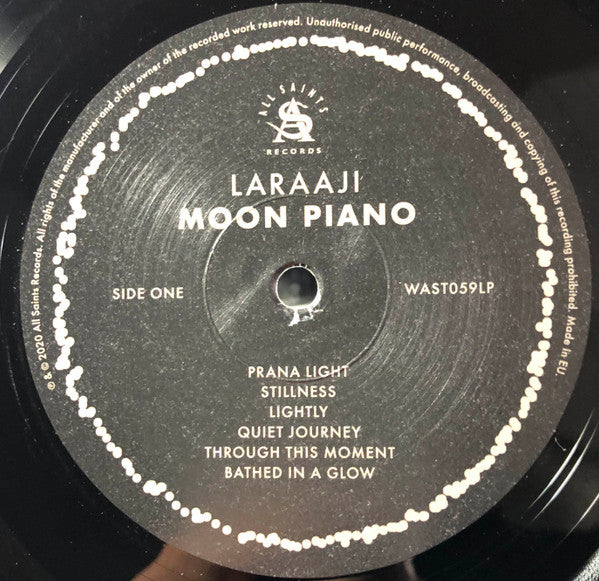 ALL SAINTS
RECORDS
LARAAJI
MOON PIANO
SIDE ONE
WAST059LP
PRANA LIGHT
STILLNESS
LIGHTLY
QUIET JOURNEY
THROUGH THIS MOMENT
BATHED IN A GLOW
℗ & © 2020 All Saints Records. All rights of the manufacturer and of the owner of the recorded work reserved. Unauthorised public performance, broadcasting and copying of this recording prohibited. Made in EU.